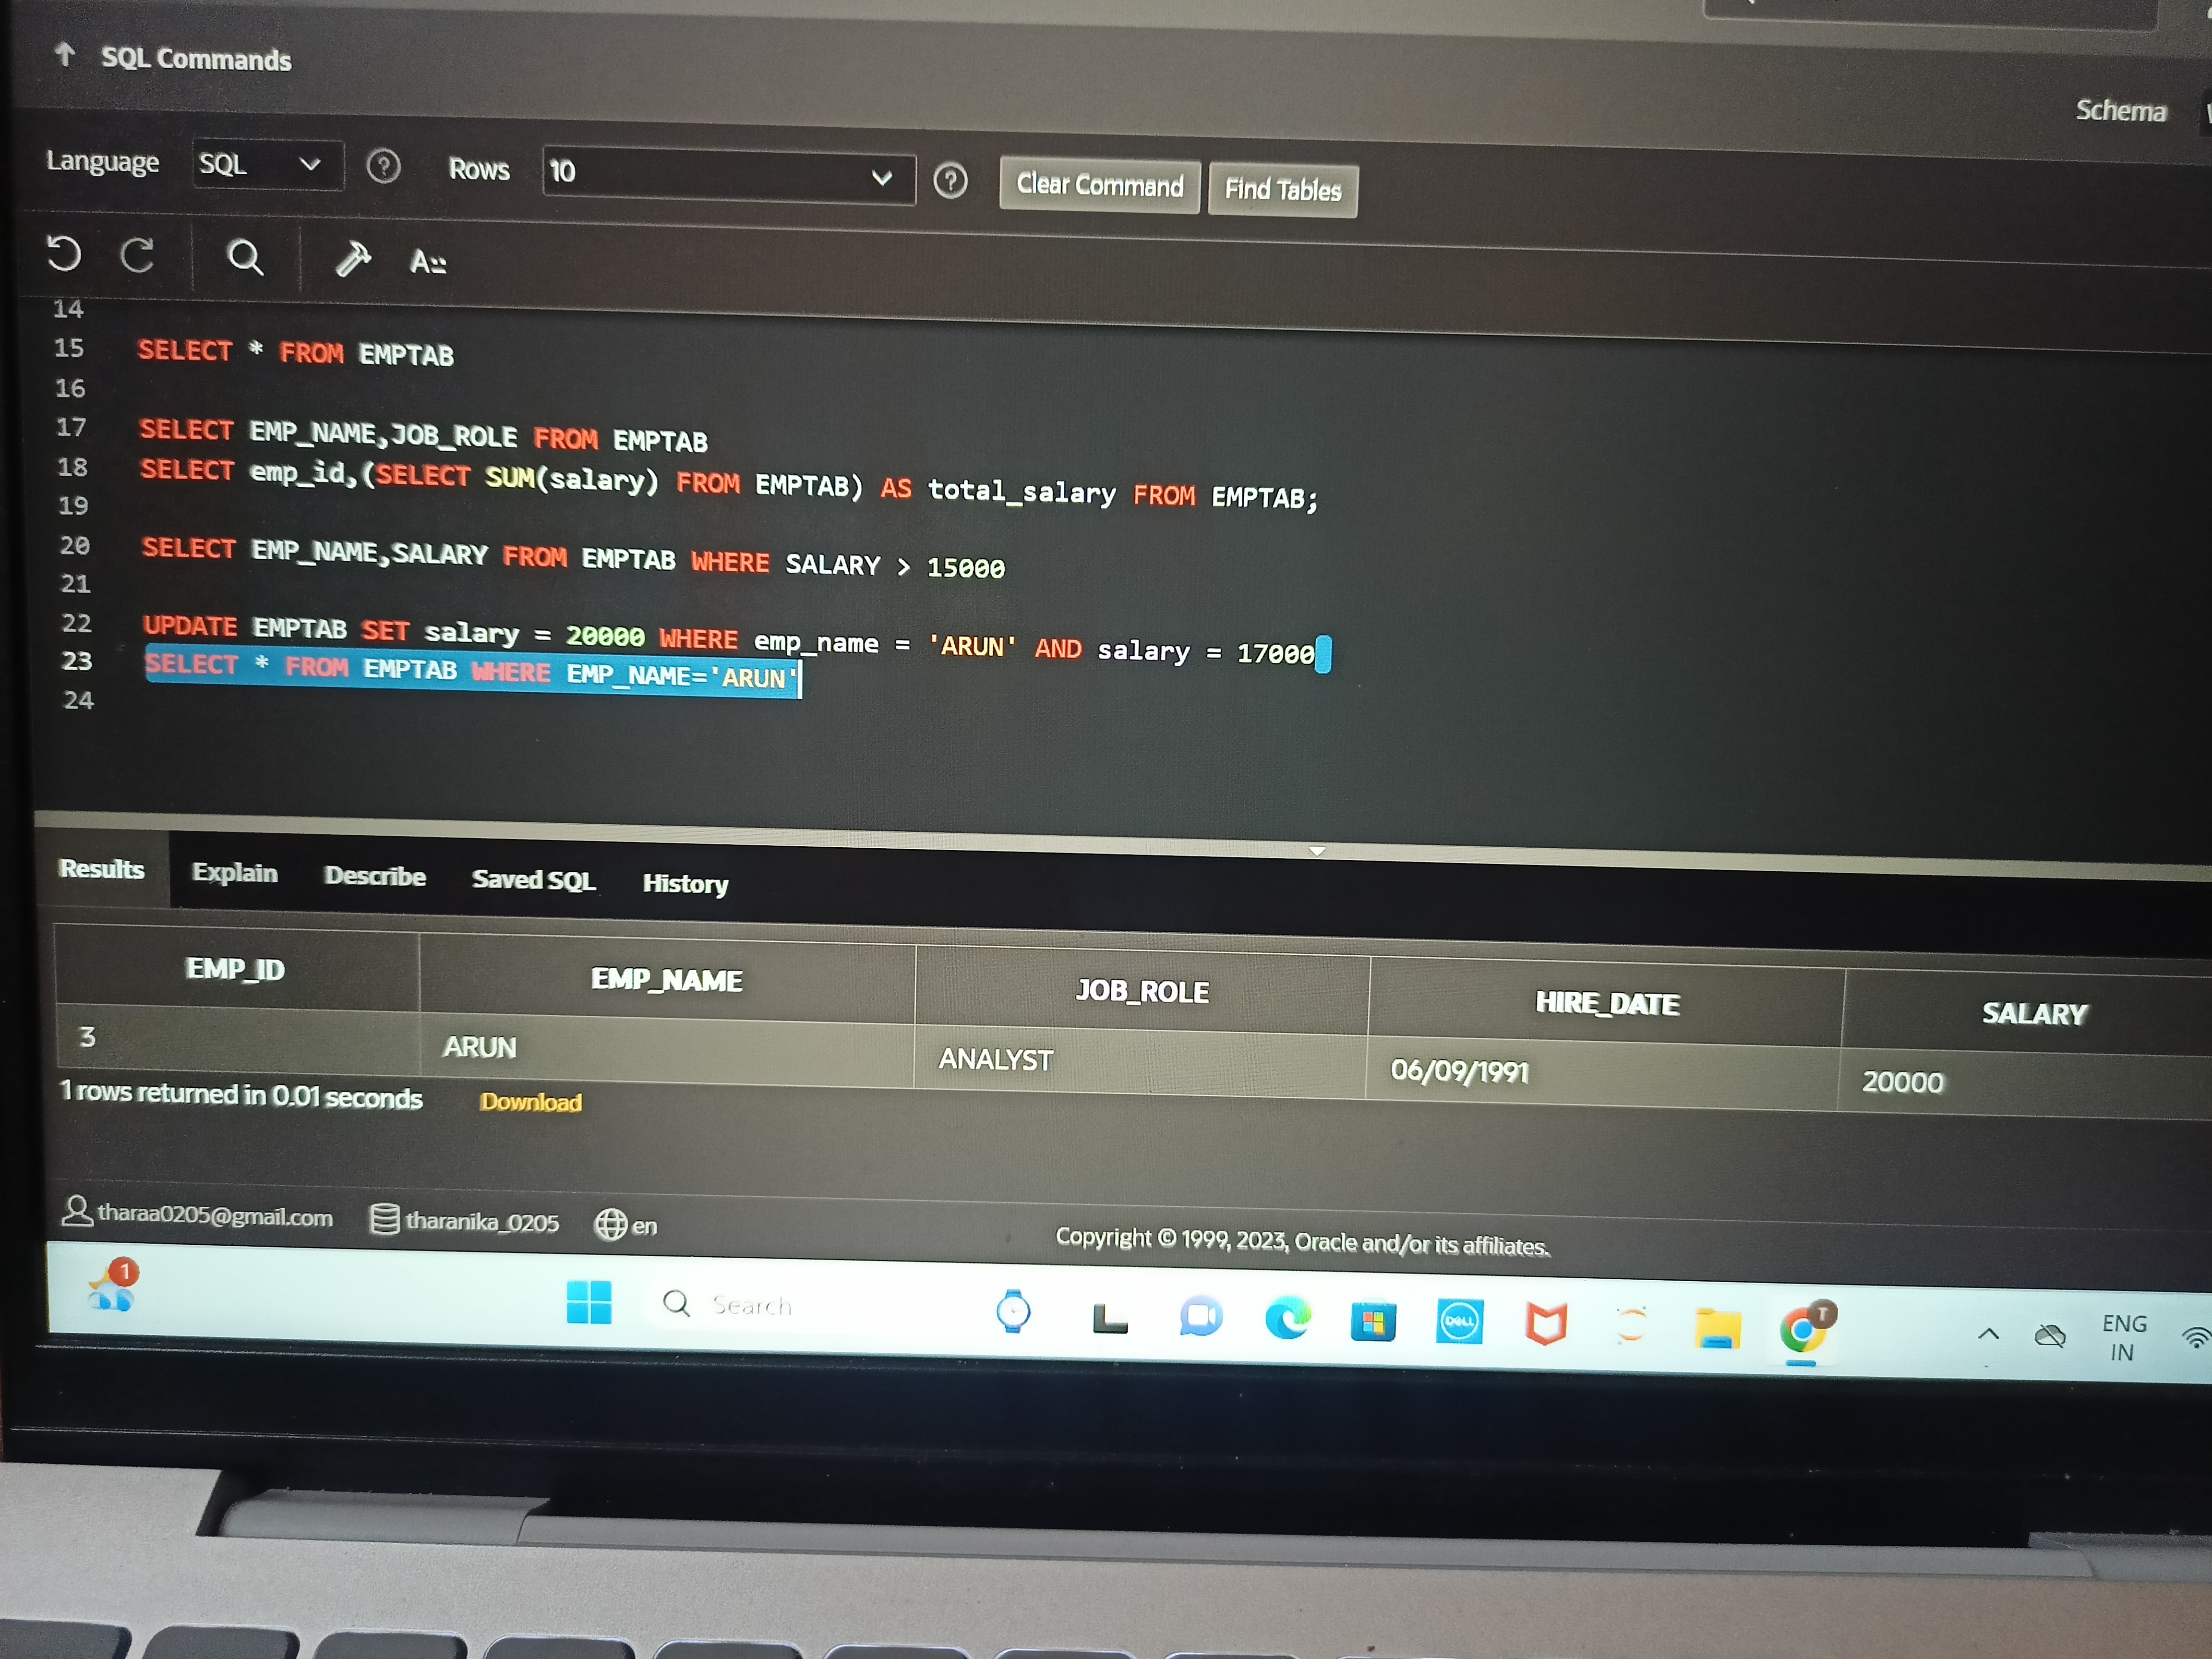 SQL Commands
Schema
Language SQL ? Rows 10 ? Clear Command Find Tables
A::
14
15 SELECT * FROM EMPTAB
16
17 SELECT EMP_NAME,JOB_ROLE FROM EMPTAB
18 SELECT emp_id,(SELECT SUM(salary) FROM EMPTAB) AS total_salary FROM EMPTAB;
19
20 SELECT EMP_NAME,SALARY FROM EMPTAB WHERE SALARY > 15000
21
22 UPDATE EMPTAB SET salary = 20000 WHERE emp_name = 'ARUN' AND salary = 17000
23 SELECT * FROM EMPTAB WHERE EMP_NAME='ARUN'
24
Results Explain Describe Saved SQL History
EMP_ID EMP_NAME JOB_ROLE HIRE_DATE SALARY
3 ARUN ANALYST 06/09/1991 20000
1 rows returned in 0.01 seconds Download
tharaa0205@gmail.com tharanika_0205 en Copyright © 1999, 2023, Oracle and/or its affiliates.
1 Search DELL T ENG
IN